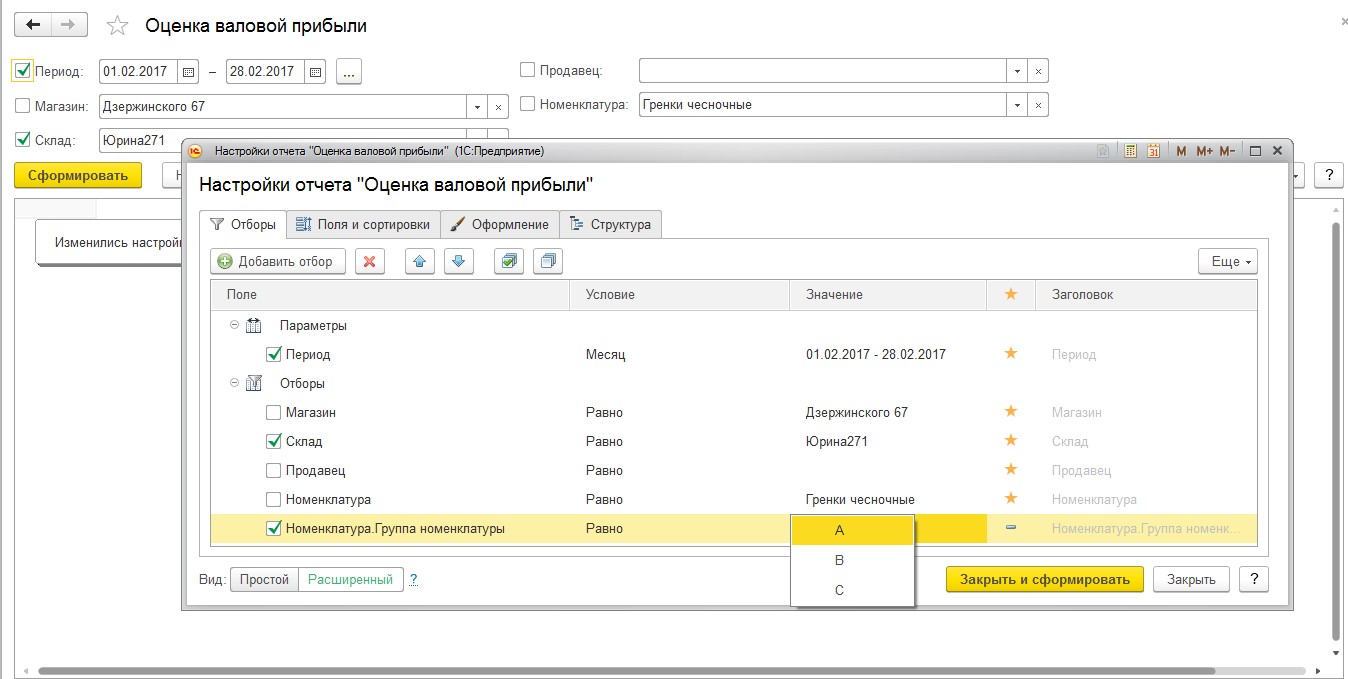 Оценка валовой прибыли
Период: 01.02.2017 – 28.02.2017 ... Продавец:
Магазин: Дзержинского 67 Номенклатура: Гренки чесночные
Склад: Юрина271
Сформировать Н ?
Изменились настройк
Настройки отчета "Оценка валовой прибыли" (1С:Предприятие) 31 M M+ M-
Настройки отчета "Оценка валовой прибыли"
Отборы Поля и сортировки Оформление Структура
Добавить отбор Еще
Поле Условие Значение Заголовок
Параметры
Период Месяц 01.02.2017 - 28.02.2017 Период
Отборы
Магазин Равно Дзержинского 67 Магазин
Склад Равно Юрина271 Склад
Продавец Равно Продавец
Номенклатура Равно Гренки чесночные Номенклатура
Номенклатура.Группа номенклатуры Равно Номенклатура.Группа номенк...
A
B
C
Вид: Простой Расширенный ? Закрыть и сформировать Закрыть ?